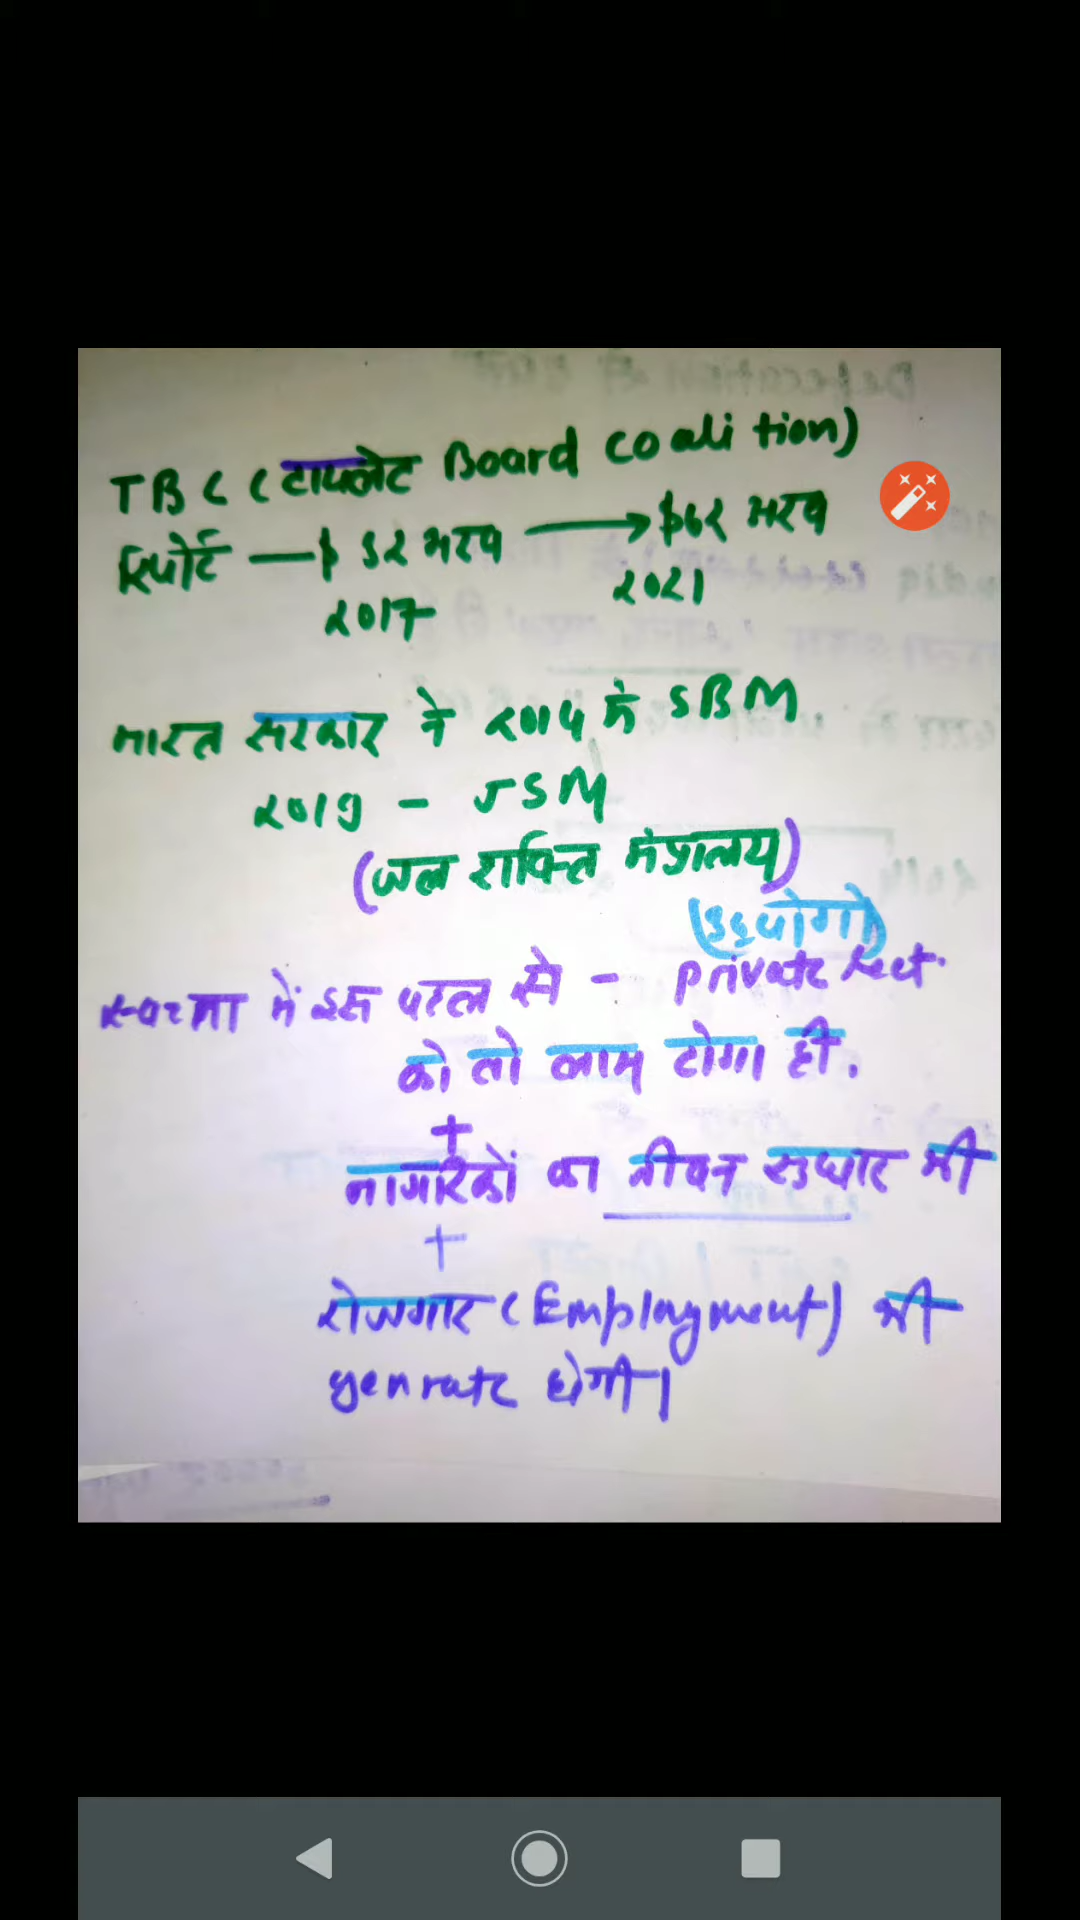 TBC (टायलेट Board Coalition)
रिपोर्ट — $ 32 अरब → $ 62 अरब
2017 2021
भारत सरकार ने 2014 में SBM
2019 - JSM
(जल शक्ति मंत्रालय)
(उद्योगो)
स्वच्छता में इस पहल से - private sect.
को तो लाभ होगा ही.
+
नागरिकों का जीवन सुधार भी
+
रोजगार (Employment) भी
genrate होगी।